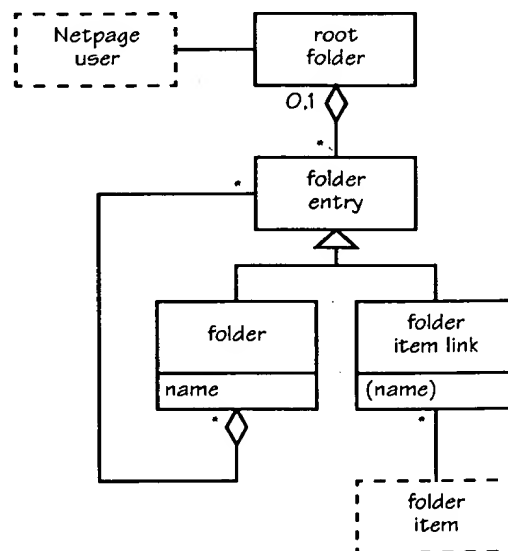 Netpage
user
root
folder
0,1
*
*
folder
entry
folder
name
folder
item link
(name)
*
*
folder
item